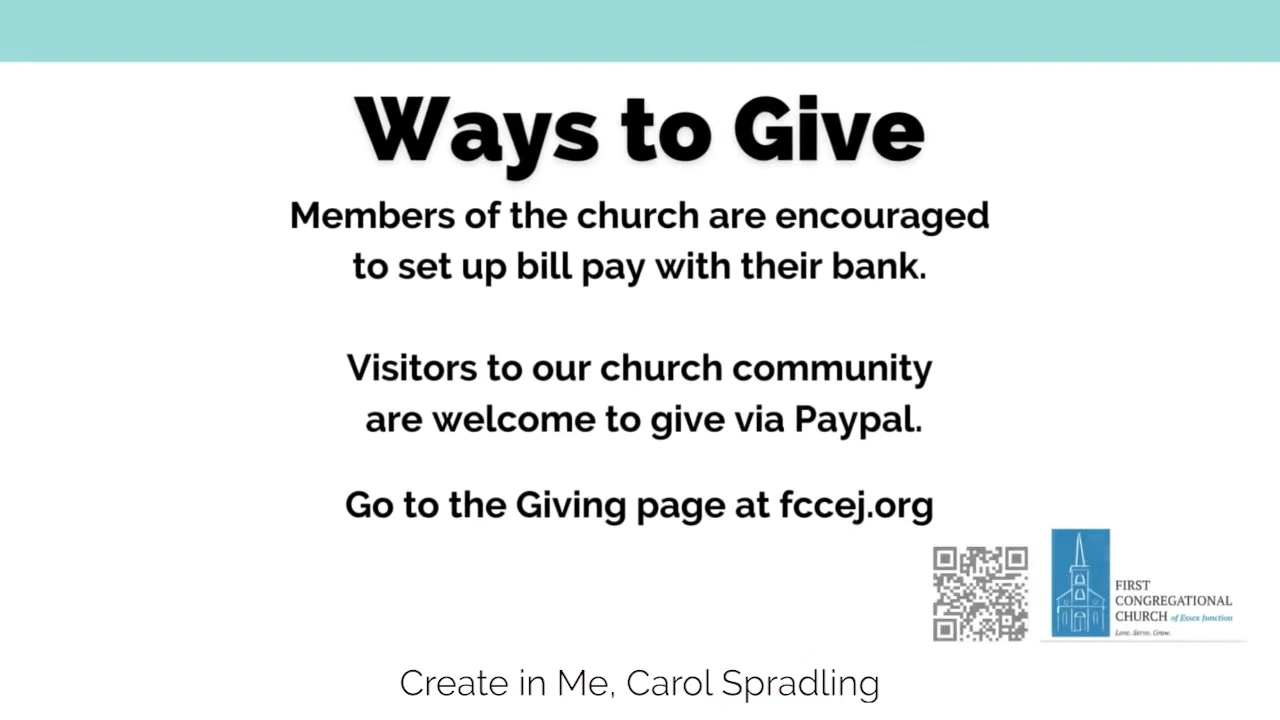 Ways to Give
Members of the church are encouraged
to set up bill pay with their bank.
Visitors to our church community
are welcome to give via Paypal.
Go to the Giving page at fccej.org
FIRST
CONGREGATIONAL
CHURCH of Essex Junction
Love. Serve. Grow.
Create in Me, Carol Spradling